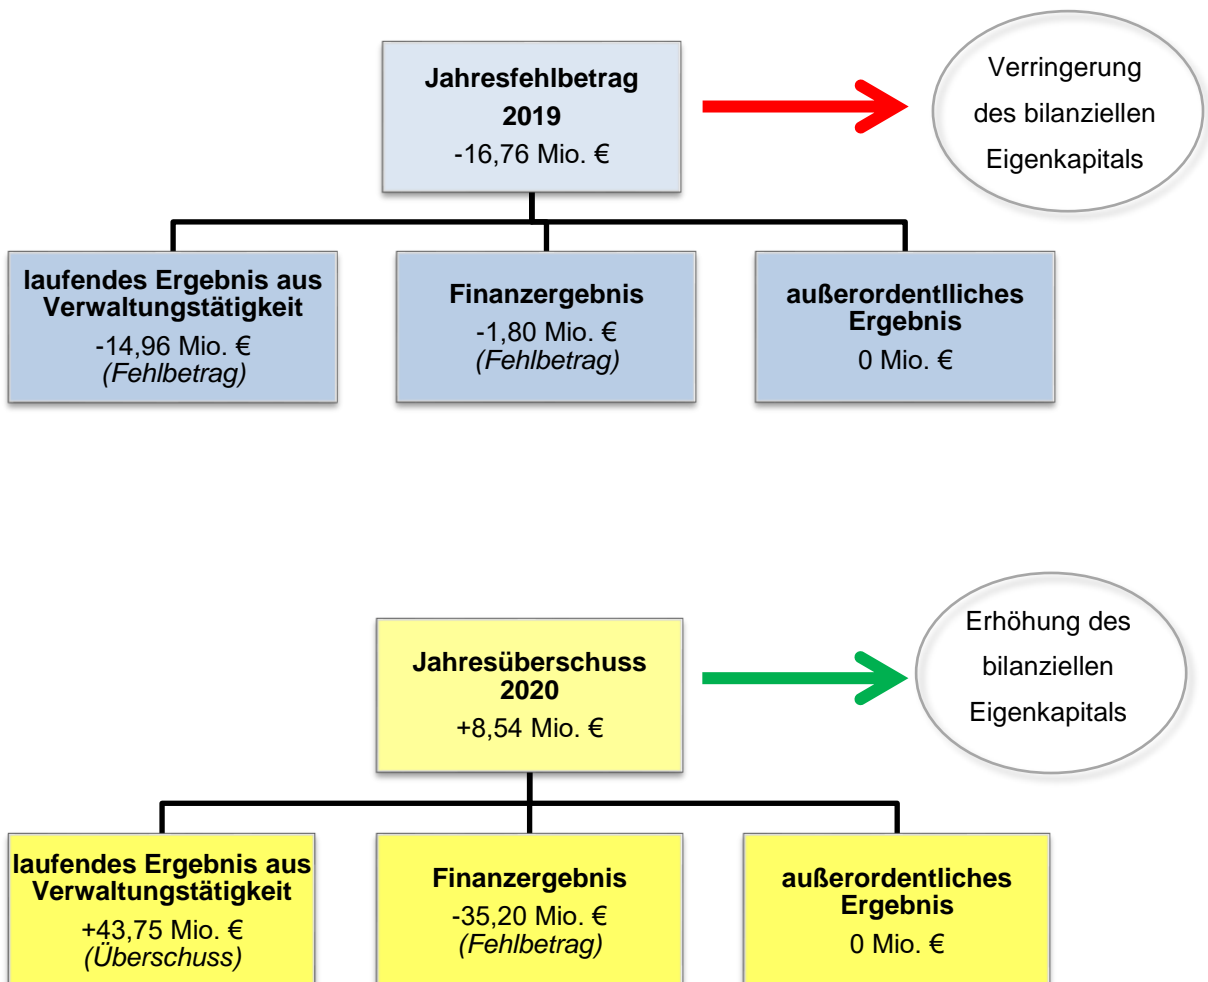 Jahresfehlbetrag
2019
-16,76 Mio. €
Verringerung
des bilanziellen
Eigenkapitals
laufendes Ergebnis aus
Verwaltungstätigkeit
-14,96 Mio. €
(Fehlbetrag)
Finanzergebnis
-1,80 Mio. €
(Fehlbetrag)
außerordentlliches
Ergebnis
0 Mio. €
Jahresüberschuss
2020
+8,54 Mio. €
Erhöhung des
bilanziellen
Eigenkapitals
laufendes Ergebnis aus
Verwaltungstätigkeit
+43,75 Mio. €
(Überschuss)
Finanzergebnis
-35,20 Mio. €
(Fehlbetrag)
außerordentliches
Ergebnis
0 Mio. €